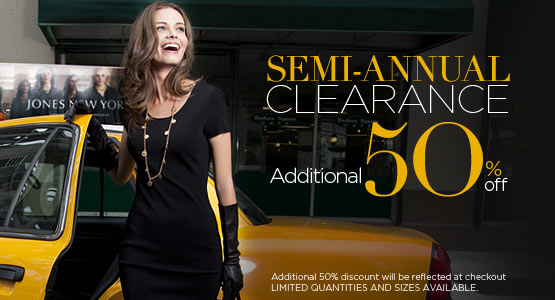 SEMI-ANNUAL
CLEARANCE
Additional 50% off
JONES NEW YORK
Additional 50% discount will be reflected at checkout
LIMITED QUANTITIES AND SIZES AVAILABLE.